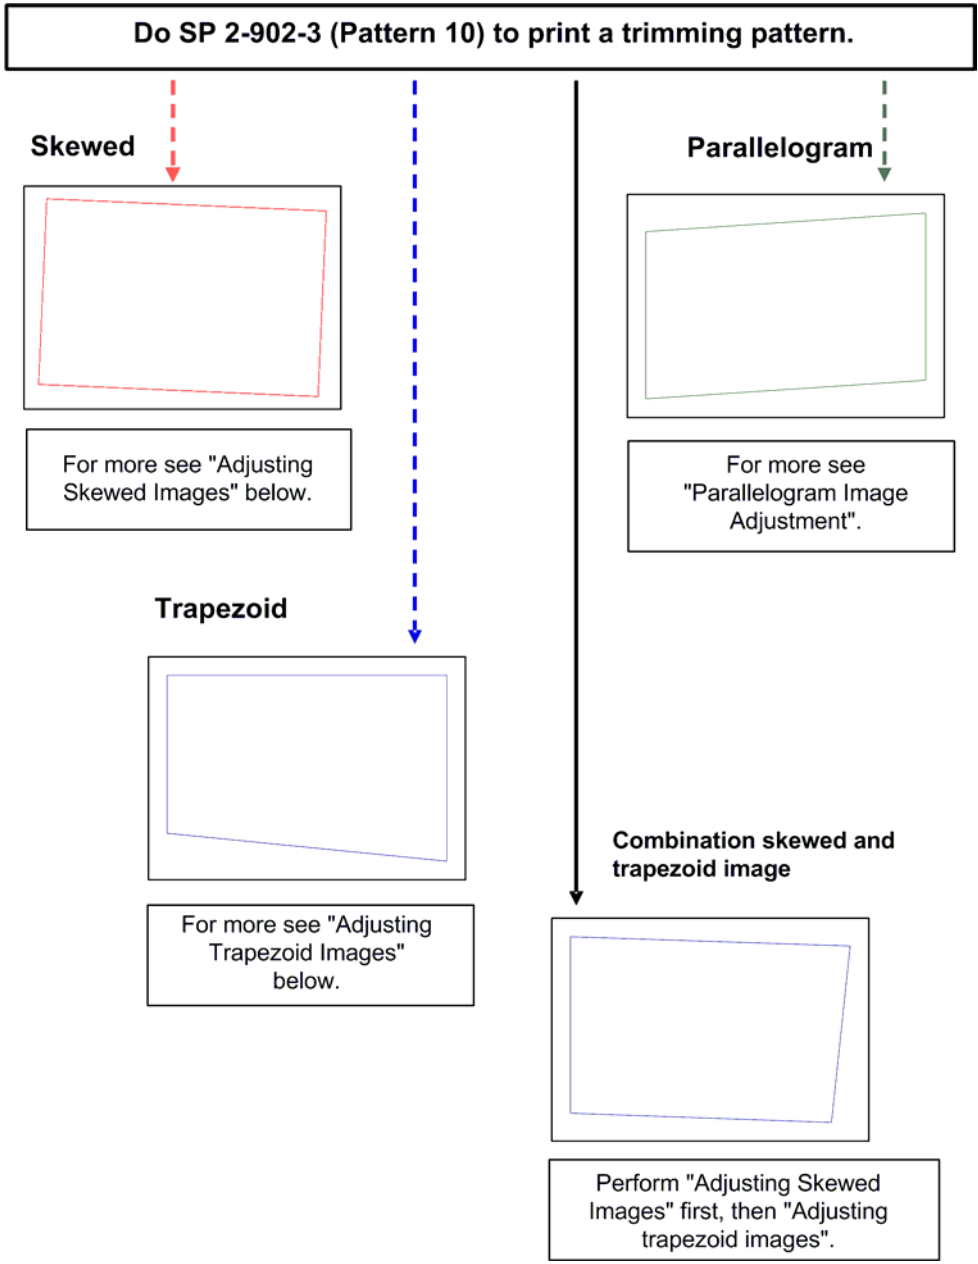 Do SP 2-902-3 (Pattern 10) to print a trimming pattern.
Skewed
Parallelogram
For more see "Adjusting
Skewed Images" below.
For more see
"Parallelogram Image
Adjustment".
Trapezoid
For more see "Adjusting
Trapezoid Images"
below.
Combination skewed and
trapezoid image
Perform "Adjusting Skewed
Images" first, then "Adjusting
trapezoid images".